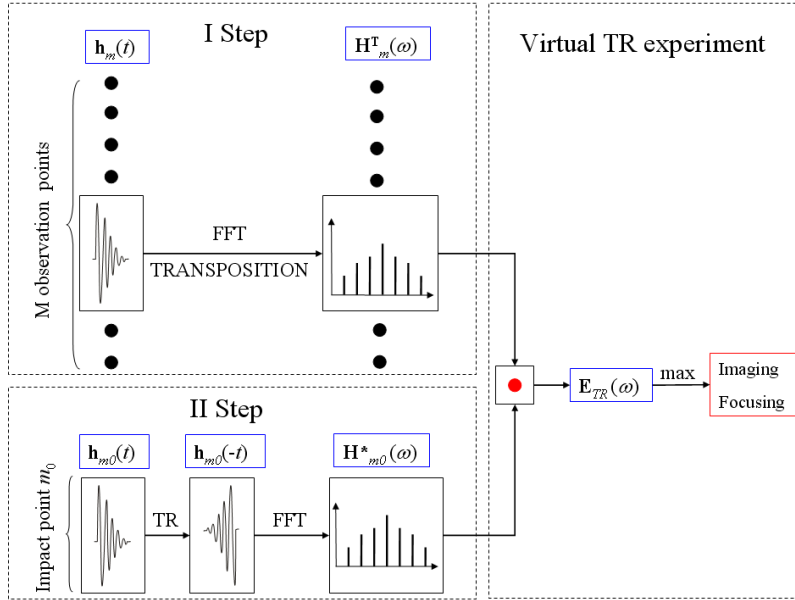 I Step
h_m(t)
H^T_m(ω)
M observation points
FFT
TRANSPOSITION
II Step
h_m0(t)
h_m0(-t)
H*_m0(ω)
Impact point m_0
TR
FFT
Virtual TR experiment
E_TR(ω)
max
Imaging
Focusing